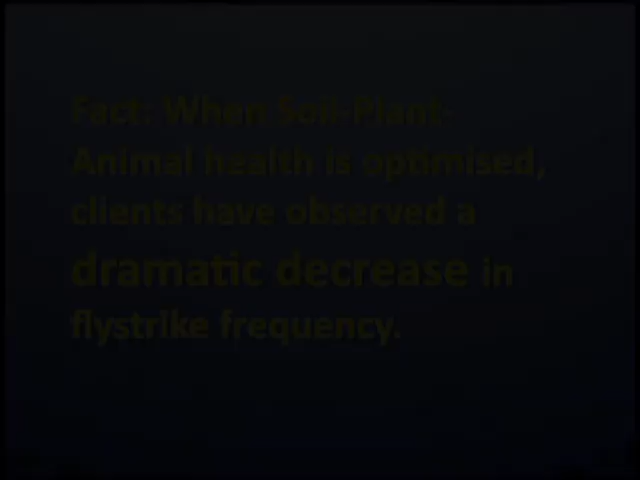 Fact: When Soil-Plant-
Animal health is optimised,
clients have observed a
dramatic decrease in
flystrike frequency.